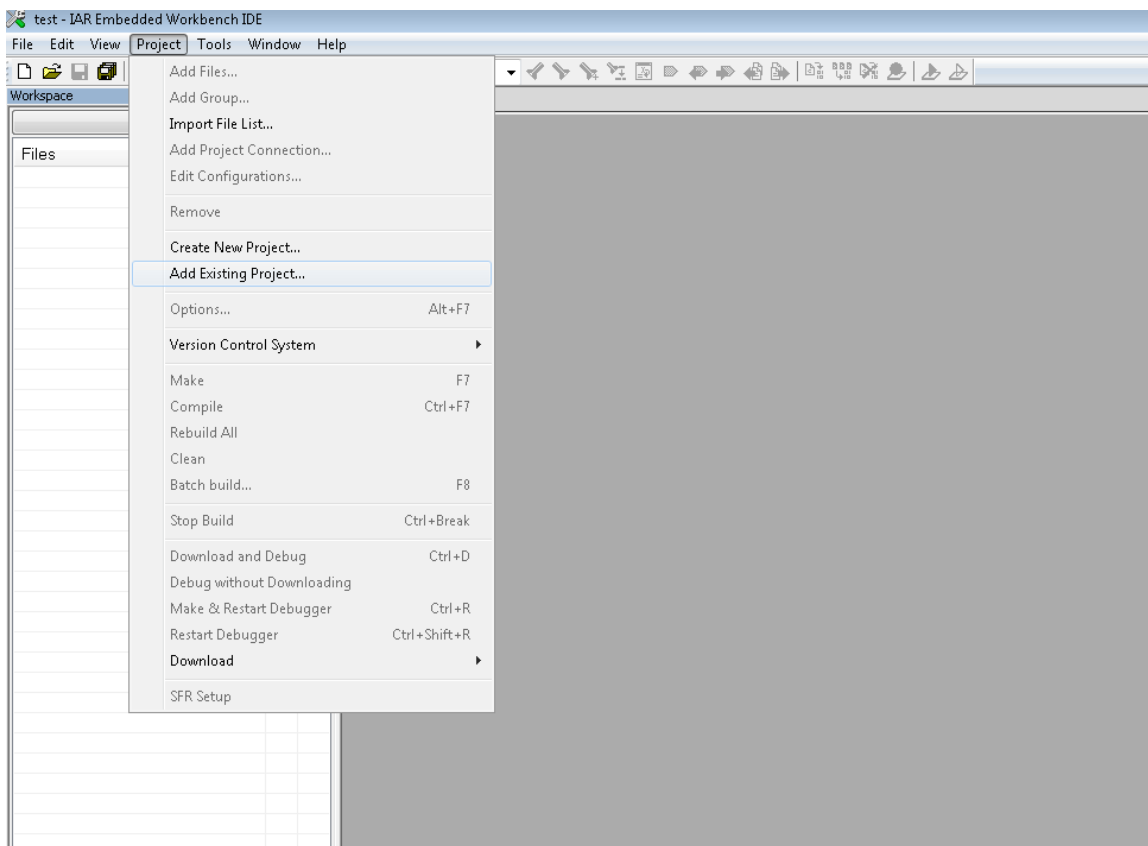 test - IAR Embedded Workbench IDE
File Edit View Project Tools Window Help
Workspace
Files
Add Files...
Add Group...
Import File List...
Add Project Connection...
Edit Configurations...
Remove
Create New Project...
Add Existing Project...
Options... Alt+F7
Version Control System
Make F7
Compile Ctrl+F7
Rebuild All
Clean
Batch build... F8
Stop Build Ctrl+Break
Download and Debug Ctrl+D
Debug without Downloading
Make & Restart Debugger Ctrl+R
Restart Debugger Ctrl+Shift+R
Download
SFR Setup